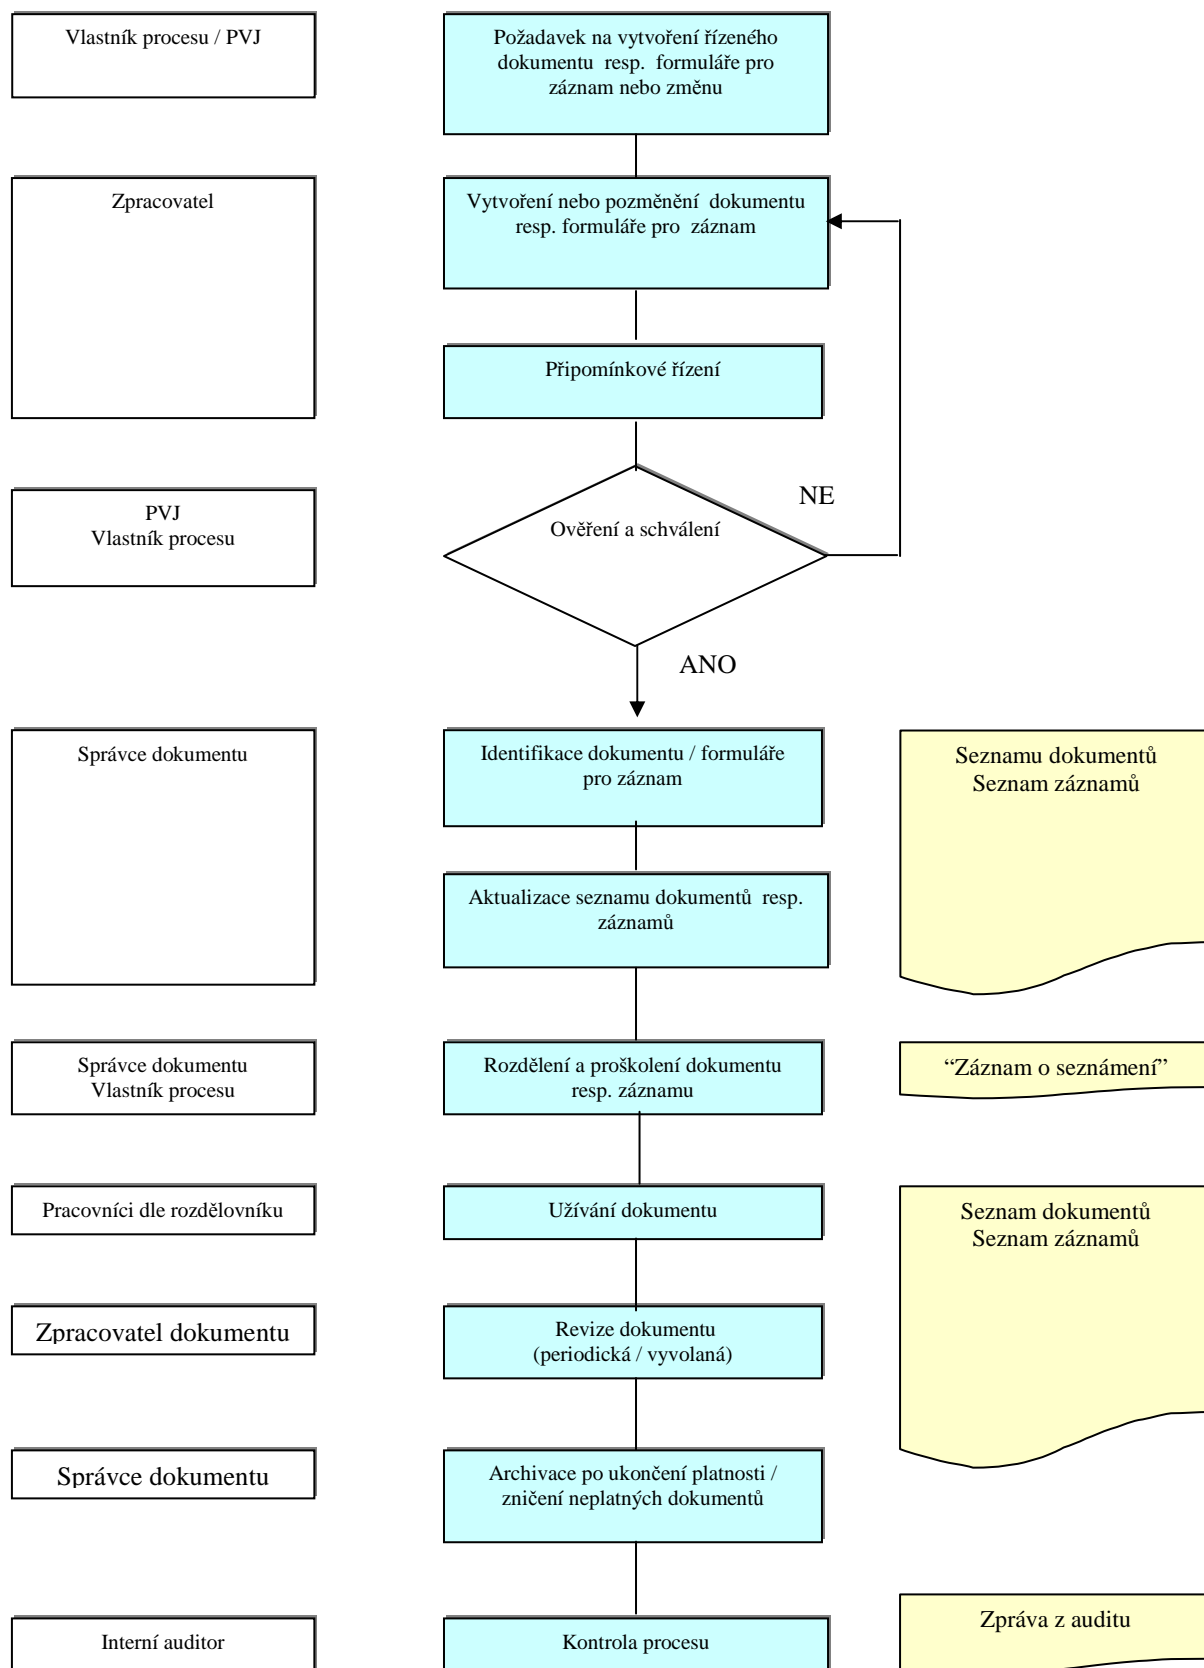 Vlastník procesu / PVJ
Požadavek na vytvoření řízeného
dokumentu resp. formuláře pro
záznam nebo změnu
Zpracovatel
Vytvoření nebo pozměnění dokumentu
resp. formuláře pro záznam
Připomínkové řízení
NE
PVJ
Vlastník procesu
Ověření a schválení
ANO
Správce dokumentu
Identifikace dokumentu / formuláře
pro záznam
Seznamu dokumentů
Seznam záznamů
Aktualizace seznamu dokumentů resp.
záznamů
Správce dokumentu
Vlastník procesu
Rozdělení a proškolení dokumentu
resp. záznamu
“Záznam o seznámení”
Pracovníci dle rozdělovníku
Užívání dokumentu
Seznam dokumentů
Seznam záznamů
Zpracovatel dokumentu
Revize dokumentu
(periodická / vyvolaná)
Správce dokumentu
Archivace po ukončení platnosti /
zničení neplatných dokumentů
Interní auditor
Kontrola procesu
Zpráva z auditu